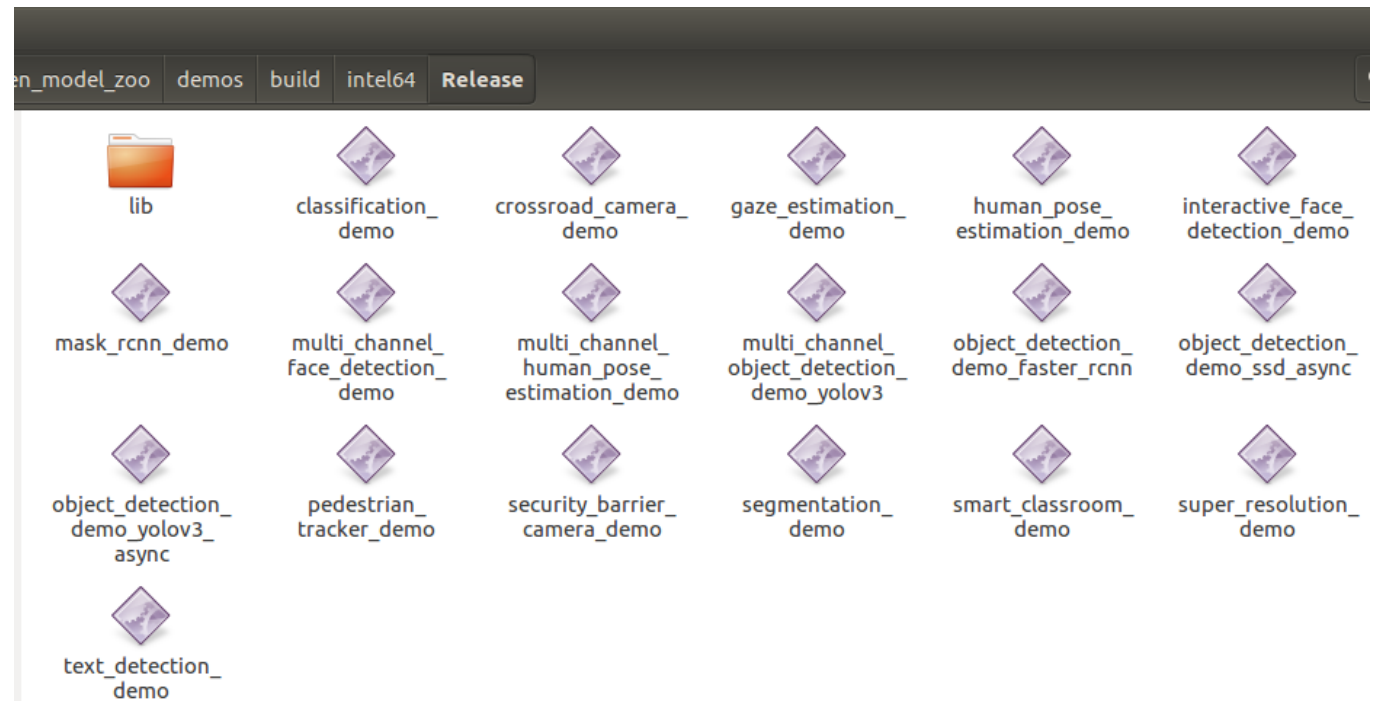 en_model_zoo demos build intel64 Release
lib
classification_
demo
crossroad_camera_
demo
gaze_estimation_
demo
human_pose_
estimation_demo
interactive_face_
detection_demo
mask_rcnn_demo
multi_channel_
face_detection_
demo
multi_channel_
human_pose_
estimation_demo
multi_channel_
object_detection_
demo_yolov3
object_detection_
demo_faster_rcnn
object_detection_
demo_ssd_async
object_detection_
demo_yolov3_
async
pedestrian_
tracker_demo
security_barrier_
camera_demo
segmentation_
demo
smart_classroom_
demo
super_resolution_
demo
text_detection_
demo